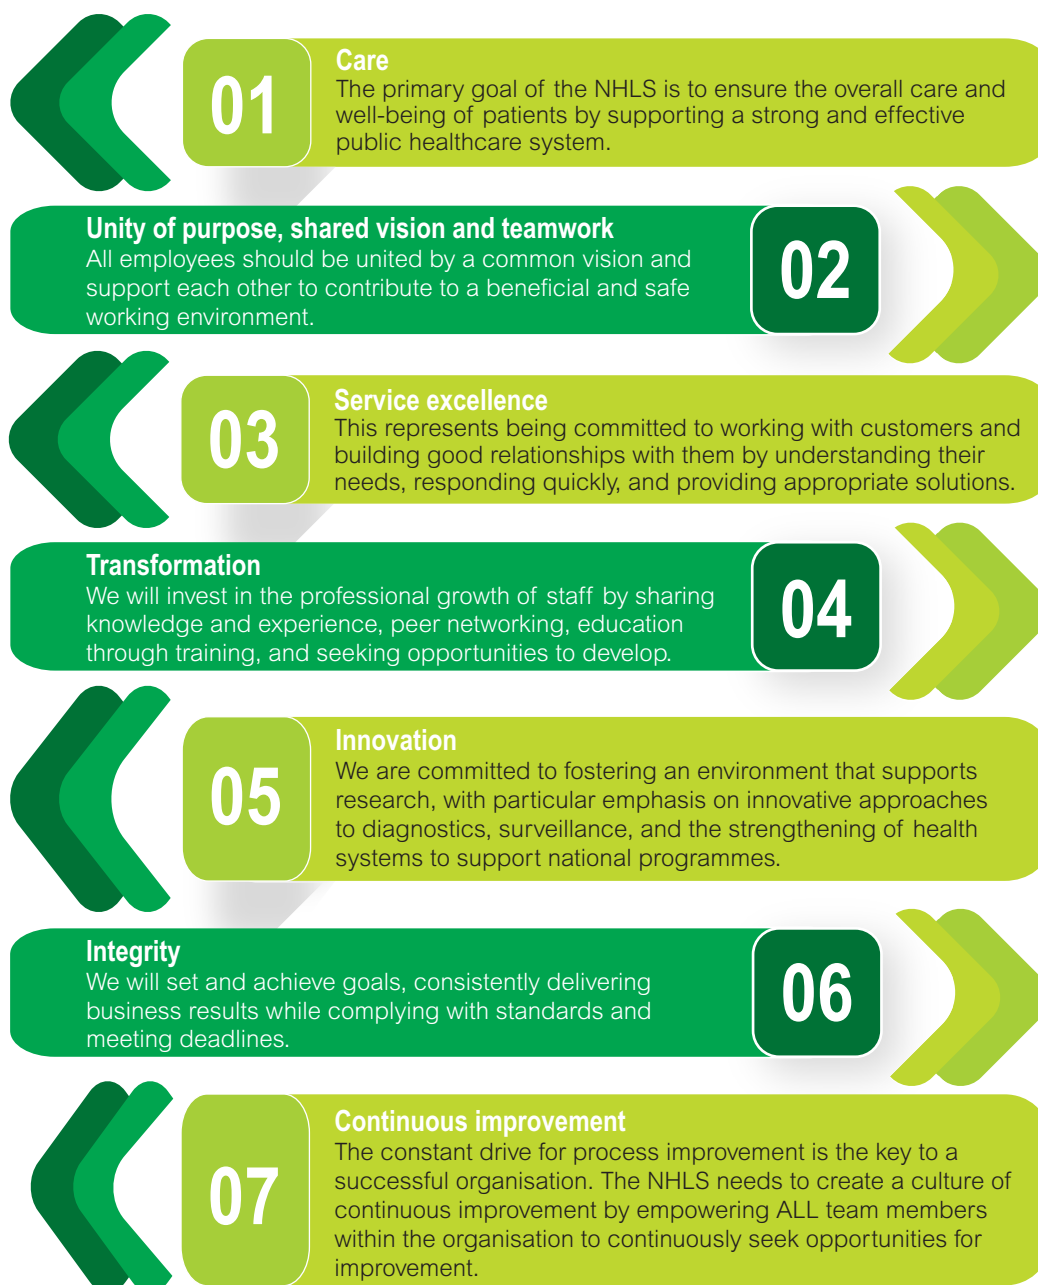 01
Care
The primary goal of the NHLS is to ensure the overall care and
well-being of patients by supporting a strong and effective
public healthcare system.
Unity of purpose, shared vision and teamwork
All employees should be united by a common vision and
support each other to contribute to a beneficial and safe
working environment.
02
03
Service excellence
This represents being committed to working with customers and
building good relationships with them by understanding their
needs, responding quickly, and providing appropriate solutions.
Transformation
We will invest in the professional growth of staff by sharing
knowledge and experience, peer networking, education
through training, and seeking opportunities to develop.
04
05
Innovation
We are committed to fostering an environment that supports
research, with particular emphasis on innovative approaches
to diagnostics, surveillance, and the strengthening of health
systems to support national programmes.
Integrity
We will set and achieve goals, consistently delivering
business results while complying with standards and
meeting deadlines.
06
07
Continuous improvement
The constant drive for process improvement is the key to a
successful organisation. The NHLS needs to create a culture of
continuous improvement by empowering ALL team members
within the organisation to continuously seek opportunities for
improvement.